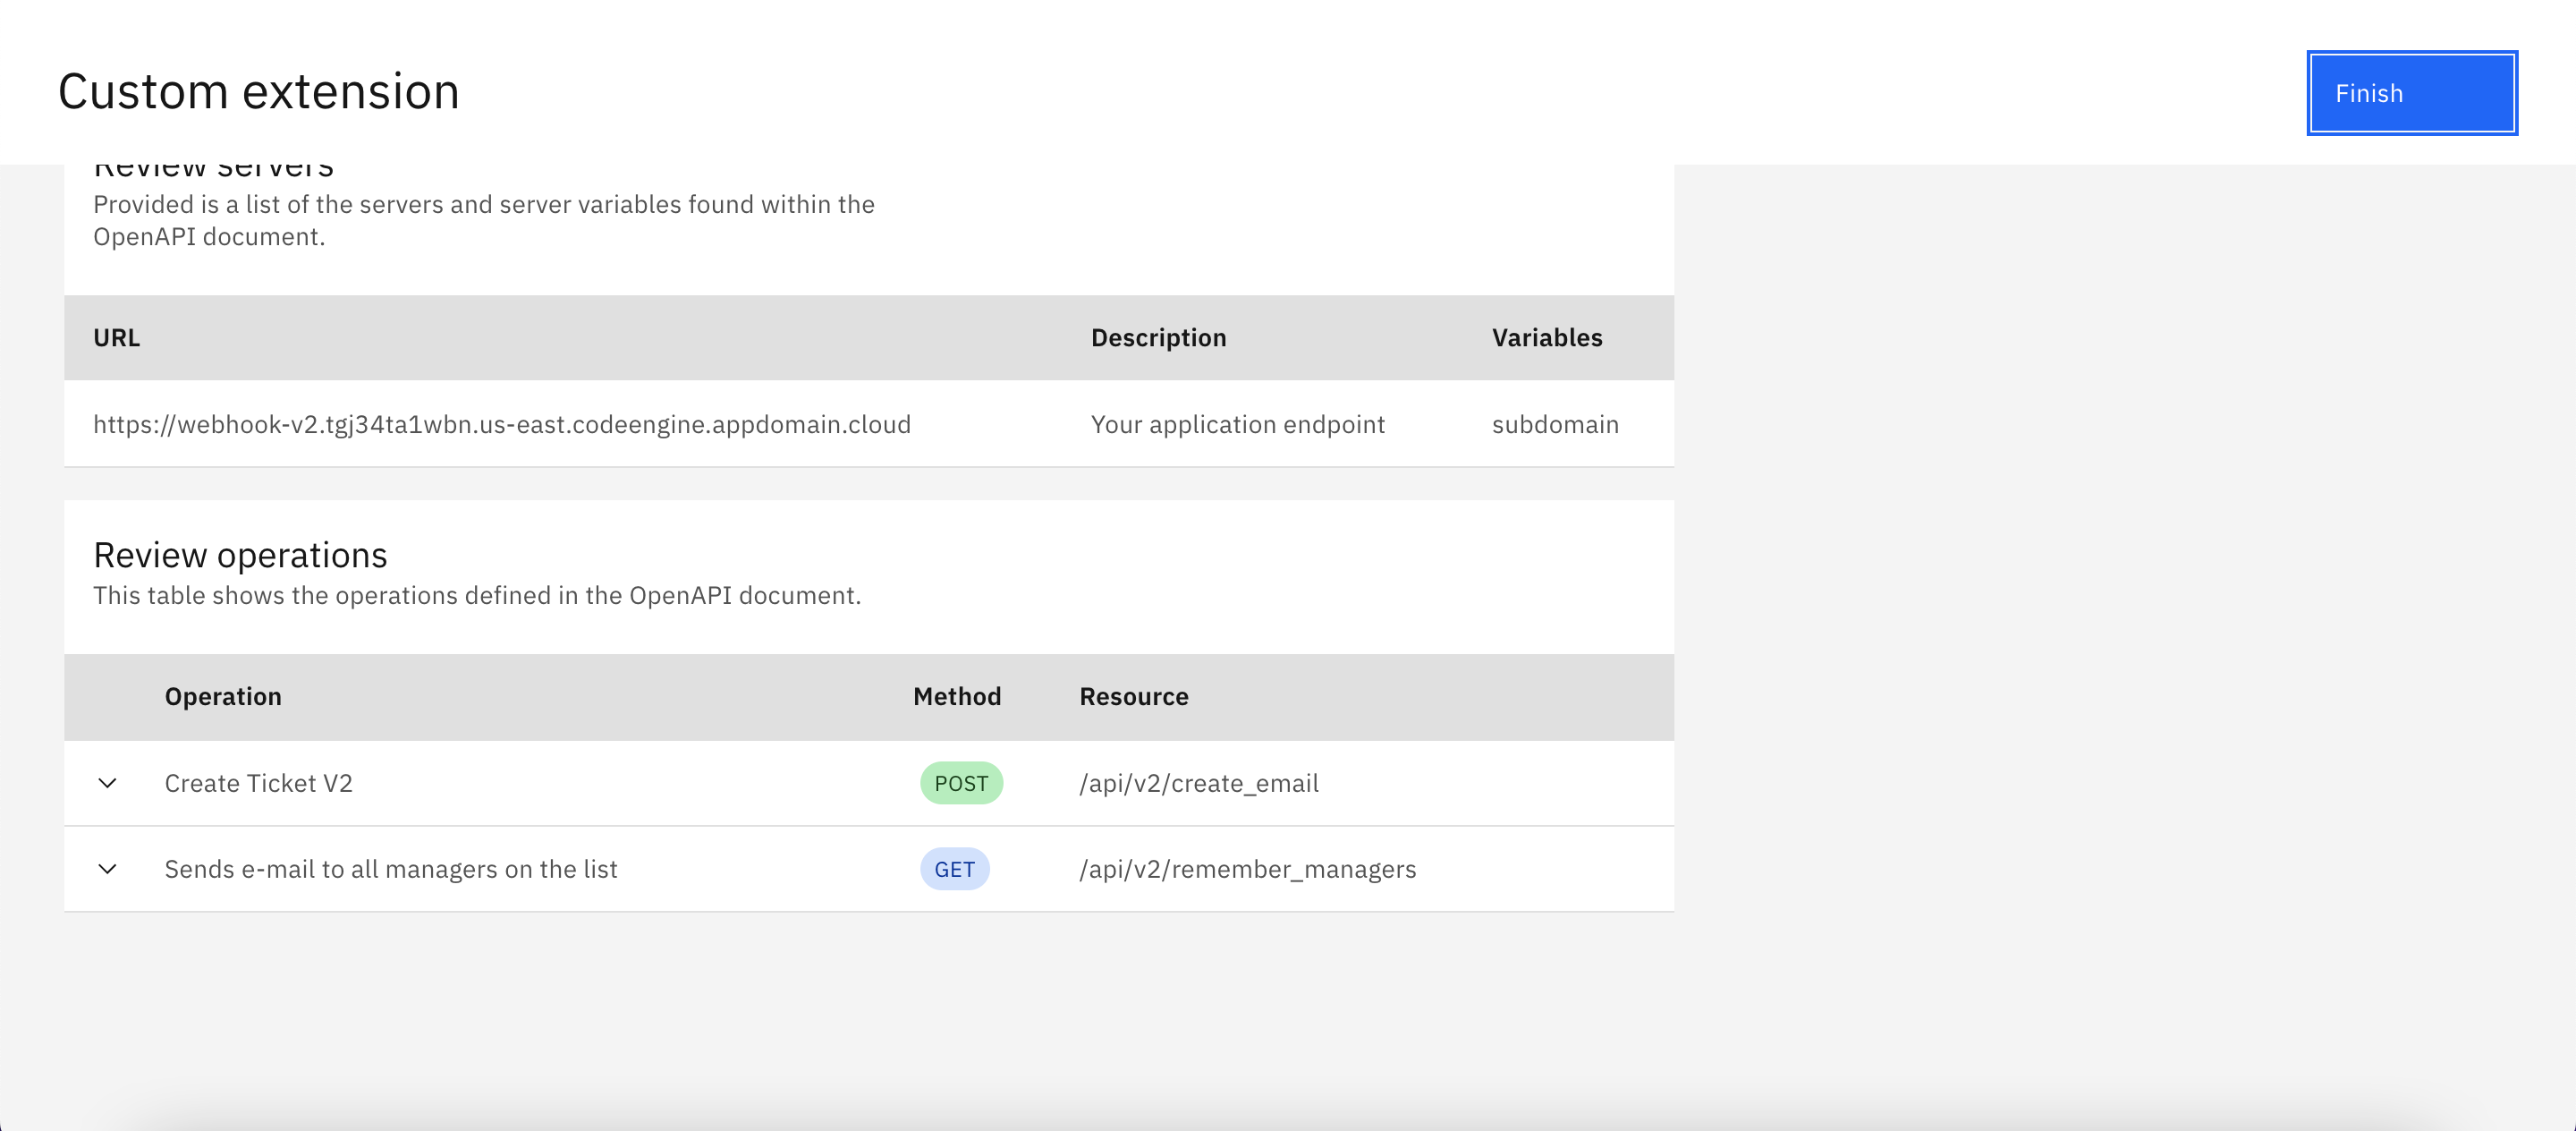 Custom extension
Finish
Review servers
Provided is a list of the servers and server variables found within the
OpenAPI document.
URL Description Variables
https://webhook-v2.tgj34ta1wbn.us-east.codeengine.appdomain.cloud Your application endpoint subdomain
Review operations
This table shows the operations defined in the OpenAPI document.
Operation Method Resource
Create Ticket V2 POST /api/v2/create_email
Sends e-mail to all managers on the list GET /api/v2/remember_managers